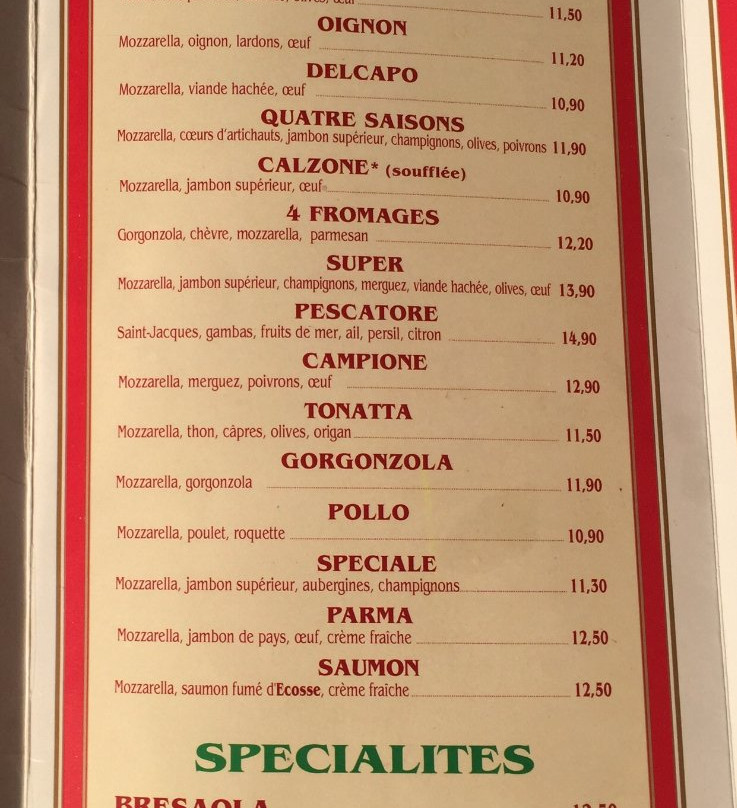 11,50
OIGNON
Mozzarella, oignon, lardons, œuf 11,20
DELCAPO
Mozzarella, viande hachée, œuf 10,90
QUATRE SAISONS
Mozzarella, cœurs d'artichauts, jambon supérieur, champignons, olives, poivrons 11,90
CALZONE* (soufflée)
Mozzarella, jambon supérieur, œuf 10,90
4 FROMAGES
Gorgonzola, chèvre, mozzarella, parmesan 12,20
SUPER
Mozzarella, jambon supérieur, champignons, merguez, viande hachée, olives, œuf 13,90
PESCATORE
Saint-Jacques, gambas, fruits de mer, ail, persil, citron 14,90
CAMPIONE
Mozzarella, merguez, poivrons, œuf 12,90
TONATTA
Mozzarella, thon, câpres, olives, origan 11,50
GORGONZOLA
Mozzarella, gorgonzola 11,90
POLLO
Mozzarella, poulet, roquette 10,90
SPECIALE
Mozzarella, jambon supérieur, aubergines, champignons 11,30
PARMA
Mozzarella, jambon de pays, œuf, crème fraîche 12,50
SAUMON
Mozzarella, saumon fumé d'Ecosse, crème fraîche 12,50
SPECIALITES
BRESAOLA